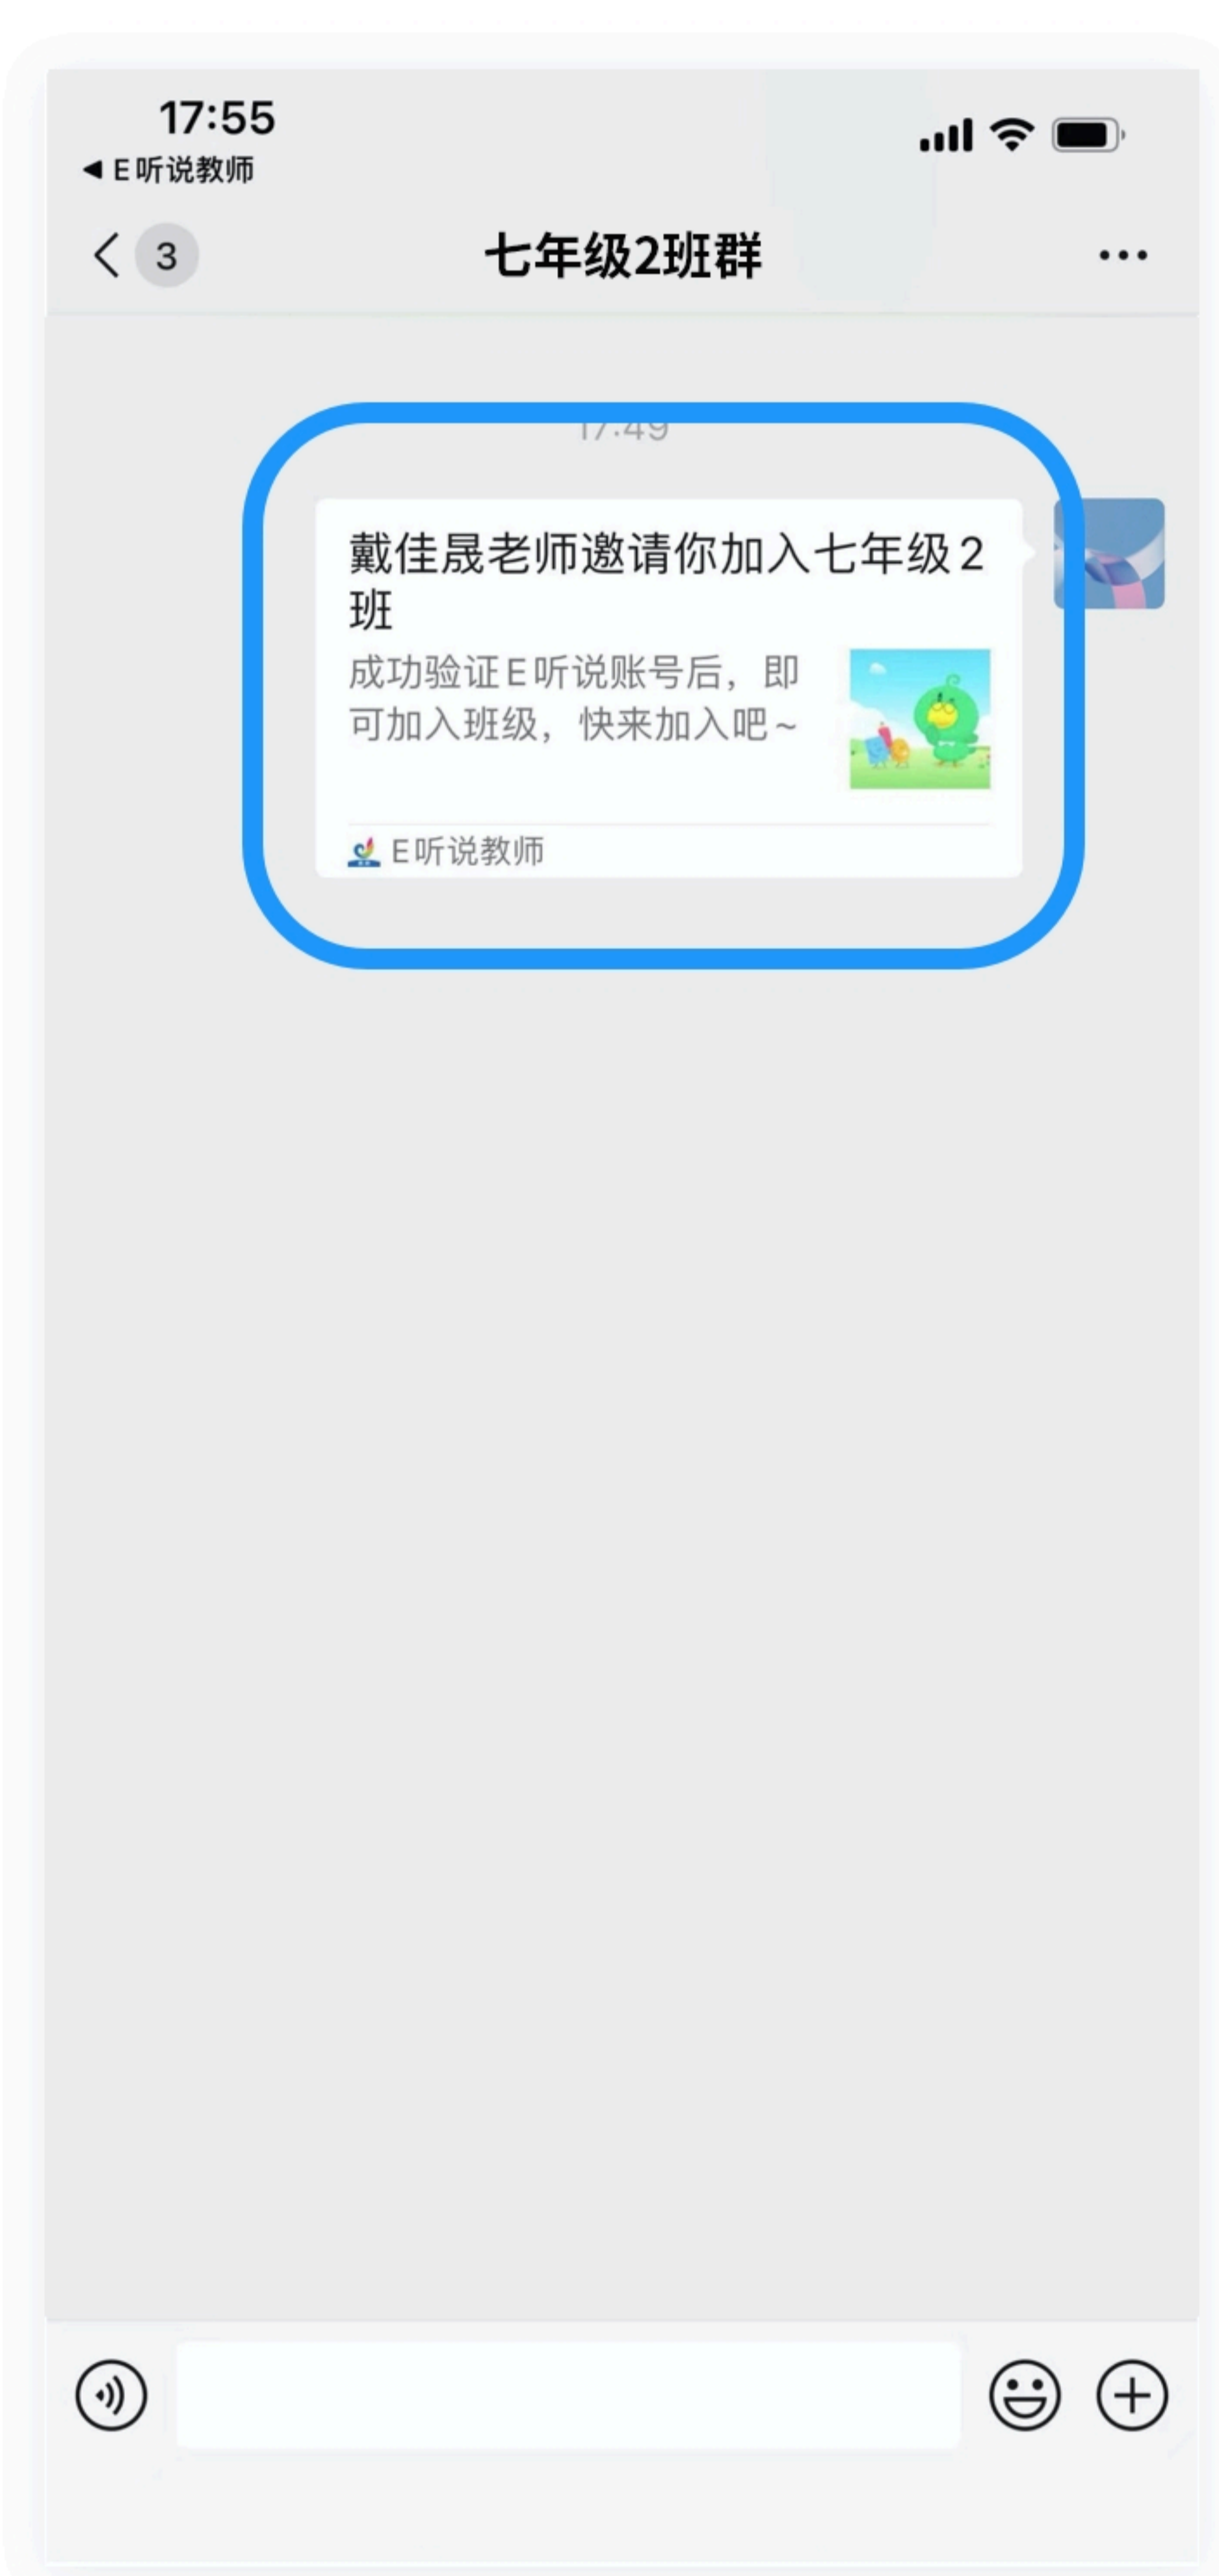 17:55
◀ E听说教师
3
七年级2班群
17:49
戴佳晟老师邀请你加入七年级2
班
成功验证E听说账号后，即
可加入班级，快来加入吧~
E听说教师